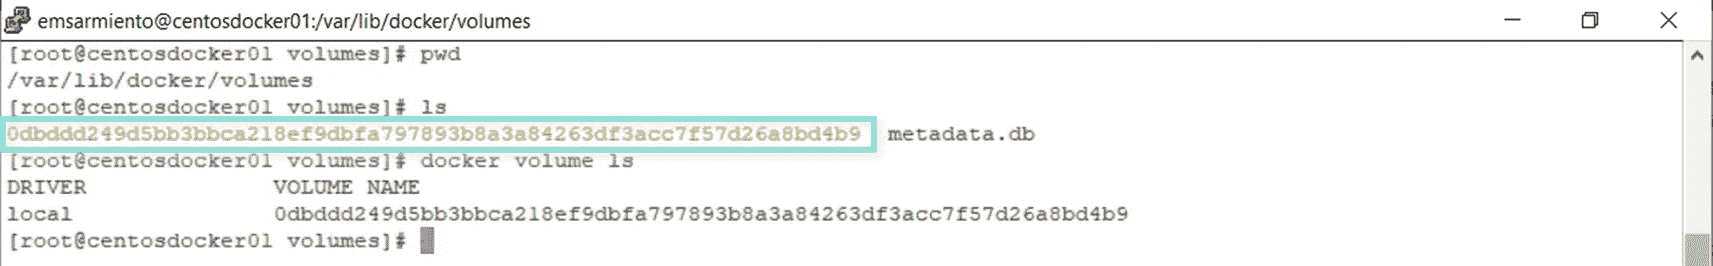 emsarmiento@centosdocker01:/var/lib/docker/volumes
[root@centosdocker01 volumes]# pwd
/var/lib/docker/volumes
[root@centosdocker01 volumes]# ls
0dbddd249d5bb3bbca218ef9dbfa797893b8a3a84263df3acc7f57d26a8bd4b9 metadata.db
[root@centosdocker01 volumes]# docker volume ls
DRIVER VOLUME NAME
local 0dbddd249d5bb3bbca218ef9dbfa797893b8a3a84263df3acc7f57d26a8bd4b9
[root@centosdocker01 volumes]#